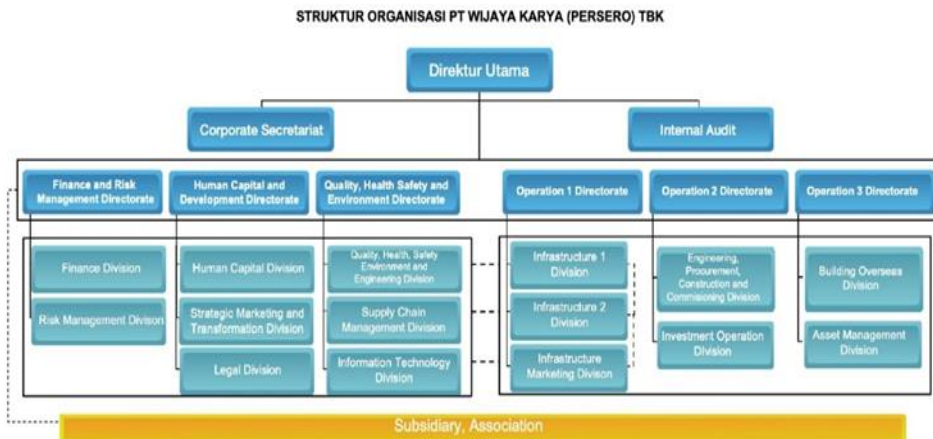 STRUKTUR ORGANISASI PT WIJAYA KARYA (PERSERO) TBK
Direktur Utama
Corporate Secretariat
Internal Audit
Finance and Risk
Management Directorate
Human Capital and
Development Directorate
Quality, Health Safety and
Environment Directorate
Operation 1 Directorate
Operation 2 Directorate
Operation 3 Directorate
Finance Division
Risk Management Divison
Human Capital Division
Strategic Marketing and
Transformation Division
Legal Division
Quality, Health, Safety
Environment and
Engineering Division
Supply Chain
Management Division
Information Technology
Division
Infrastructure 1
Division
Infrastructure 2
Division
Infrastructure
Marketing Divison
Engineering,
Procurement,
Construction and
Commisioning Division
Investment Operation
Division
Building Overseas
Division
Asset Management
Division
Subsidiary, Association